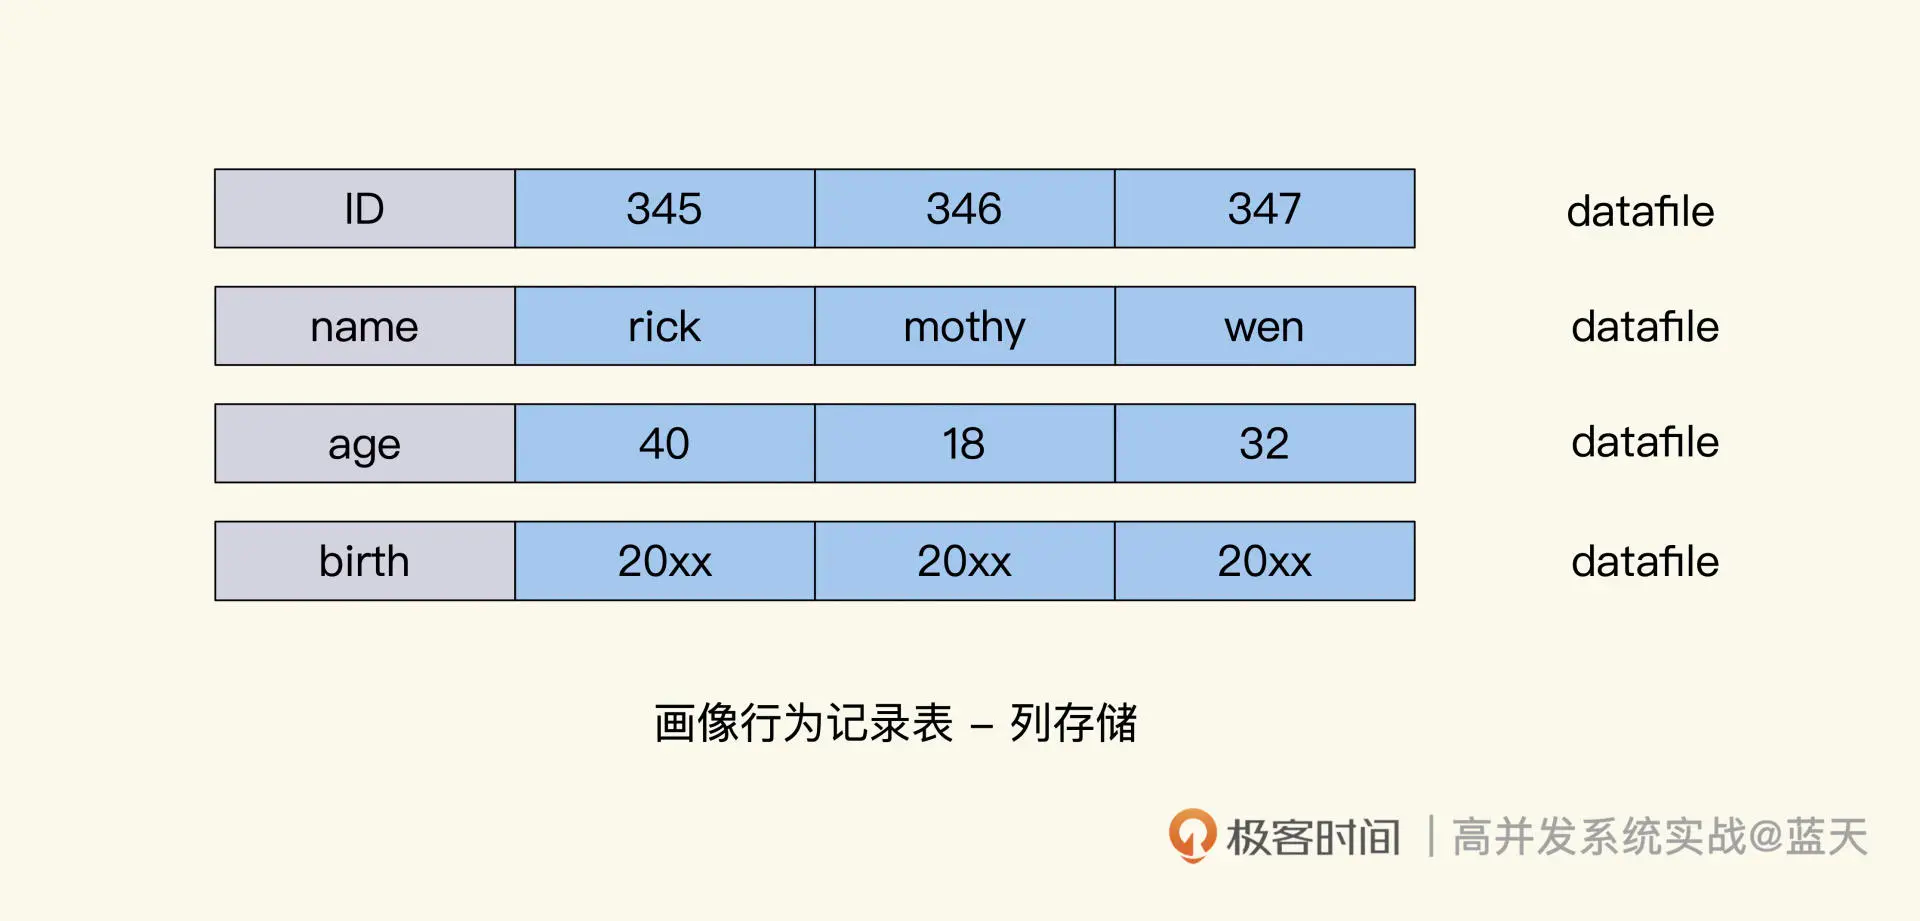 ID 345 346 347 datafile
name rick mothy wen datafile
age 40 18 32 datafile
birth 20xx 20xx 20xx datafile
画像行为记录表 – 列存储
极客时间 | 高并发系统实战@蓝天